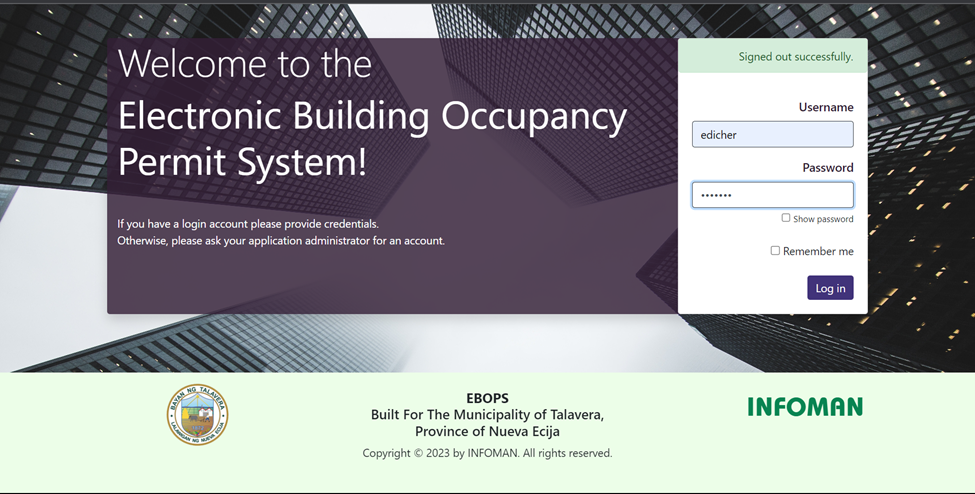 Welcome to the
Electronic Building Occupancy
Permit System!
If you have a login account please provide credentials.
Otherwise, please ask your application administrator for an account.
Signed out successfully.
Username
edicher
Password
•••••••
Show password
Remember me
Log in
BAYAN NG TALAVERA
LALAWIGAN NG NUEVA ECIJA
EBOPS
Built For The Municipality of Talavera,
Province of Nueva Ecija
Copyright © 2023 by INFOMAN. All rights reserved.
INFOMAN